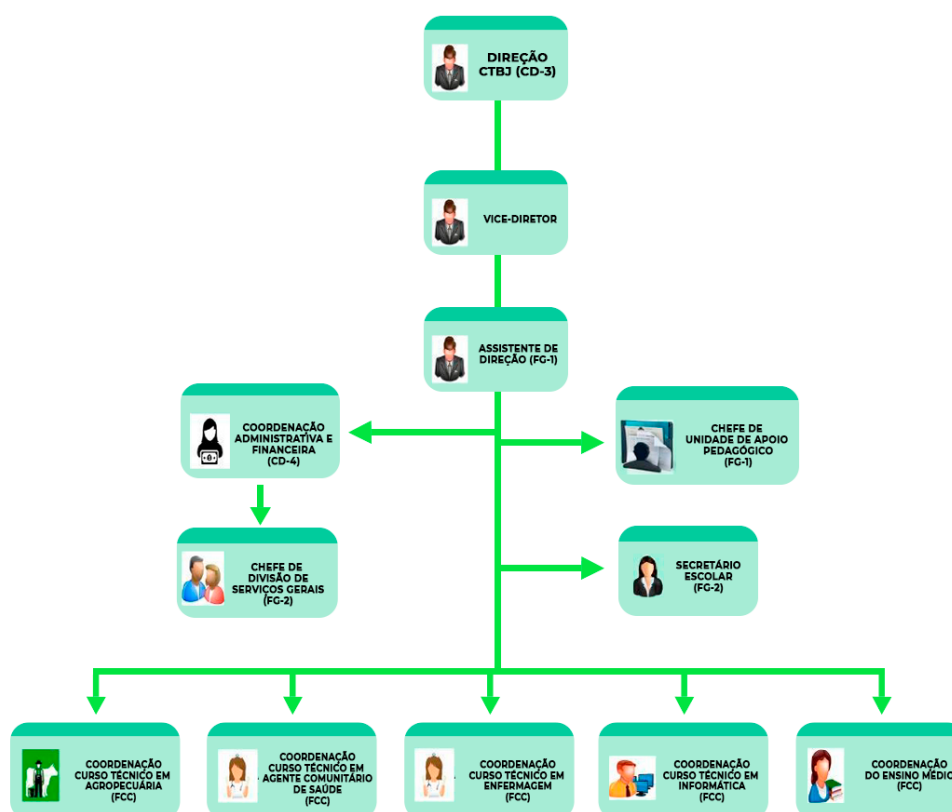 DIREÇÃO
CTBJ (CD-3)
VICE-DIRETOR
ASSISTENTE DE
DIREÇÃO (FG-1)
COORDENAÇÃO
ADMINISTRATIVA E
FINANCEIRA
(CD-4)
CHEFE DE
UNIDADE DE APOIO
PEDAGÓGICO
(FG-1)
CHEFE DE
DIVISÃO DE
SERVIÇOS GERAIS
(FG-2)
SECRETÁRIO
ESCOLAR
(FG-2)
COORDENAÇÃO
CURSO TÉCNICO EM
AGROPECUÁRIA
(FCC)
COORDENAÇÃO
CURSO TÉCNICO EM
AGENTE COMUNITÁRIO
DE SAÚDE
(FCC)
COORDENAÇÃO
CURSO TÉCNICO EM
ENFERMAGEM
(FCC)
COORDENAÇÃO
CURSO TÉCNICO EM
INFORMÁTICA
(FCC)
COORDENAÇÃO
DO ENSINO MÉDIO
(FCC)